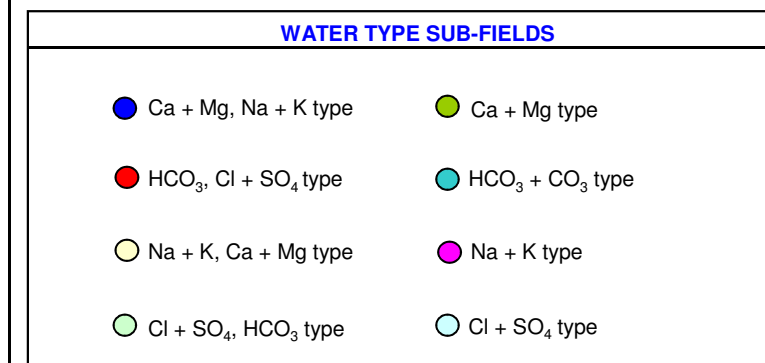 WATER TYPE SUB-FIELDS
Ca + Mg, Na + K type
Ca + Mg type
HCO₃, Cl + SO₄ type
HCO₃ + CO₃ type
Na + K, Ca + Mg type
Na + K type
Cl + SO₄, HCO₃ type
Cl + SO₄ type